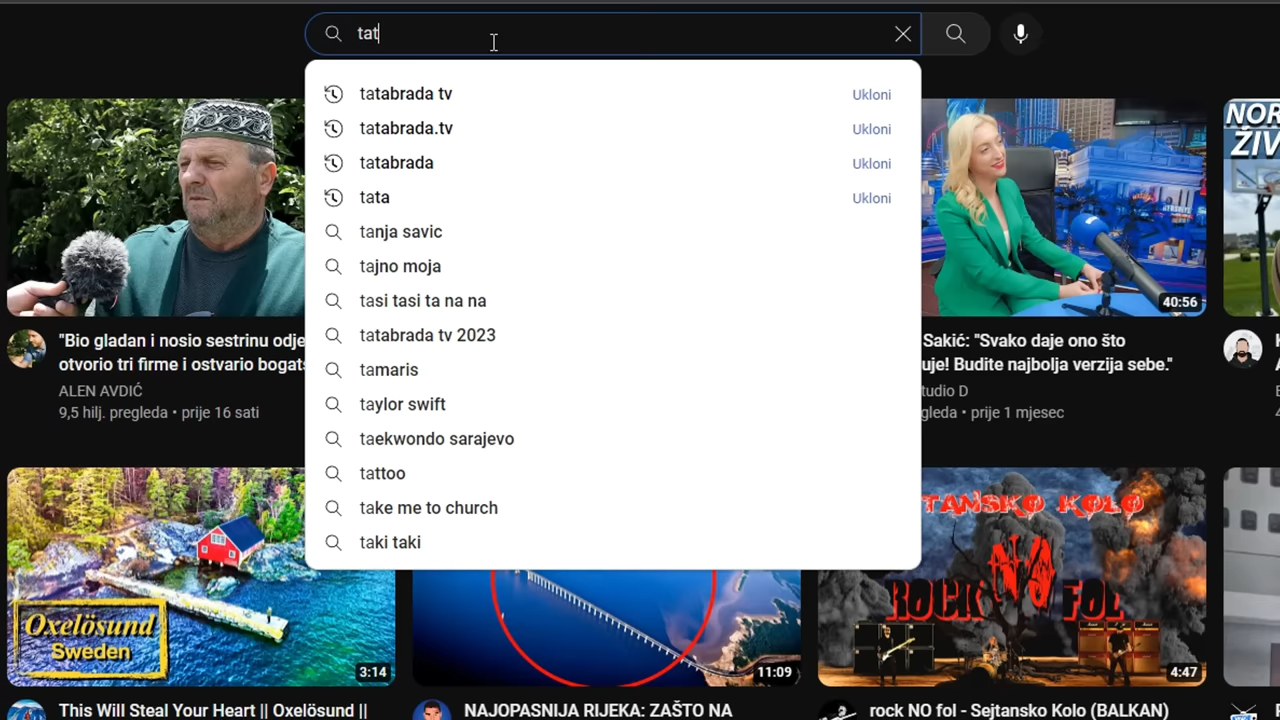 tat
tatabrada tv Ukloni
tatabrada.tv Ukloni
tatabrada Ukloni
tata Ukloni
tanja savic
tajno moja
tasi tasi ta na na
tatabrada tv 2023
tamaris
taylor swift
taekwondo sarajevo
tattoo
take me to church
taki taki
"Bio gladan i nosio sestrinu odje
otvorio tri firme i ostvario bogat
ALEN AVDIĆ
9,5 hilj. pregleda • prije 16 sati
40:56
Sakić: "Svako daje ono što
uje! Budite najbolja verzija sebe."
tudio D
gleda • prije 1 mjesec
NOR
ŽIV
Oxelösund
Sweden
3:14
This Will Steal Your Heart || Oxelösund ||
11:09
NAJOPASNIJA RIJEKA: ZAŠTO NA
TANSKO KOLO
NA
ROCK FOL
4:47
rock NO fol - Sejtansko Kolo (BALKAN)